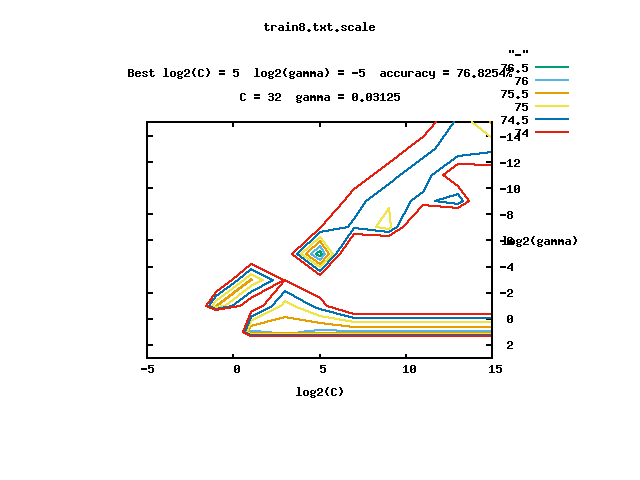 train8.txt.scale
"-"
Best log2(C) = 5  log2(gamma) = -5  accuracy = 76.8254%
76.5
76
C = 32  gamma = 0.03125
75.5
75
74.5
74
-14
-12
-10
-8
-6
log2(gamma)
-4
-2
0
2
-5 0 5 10 15
log2(C)